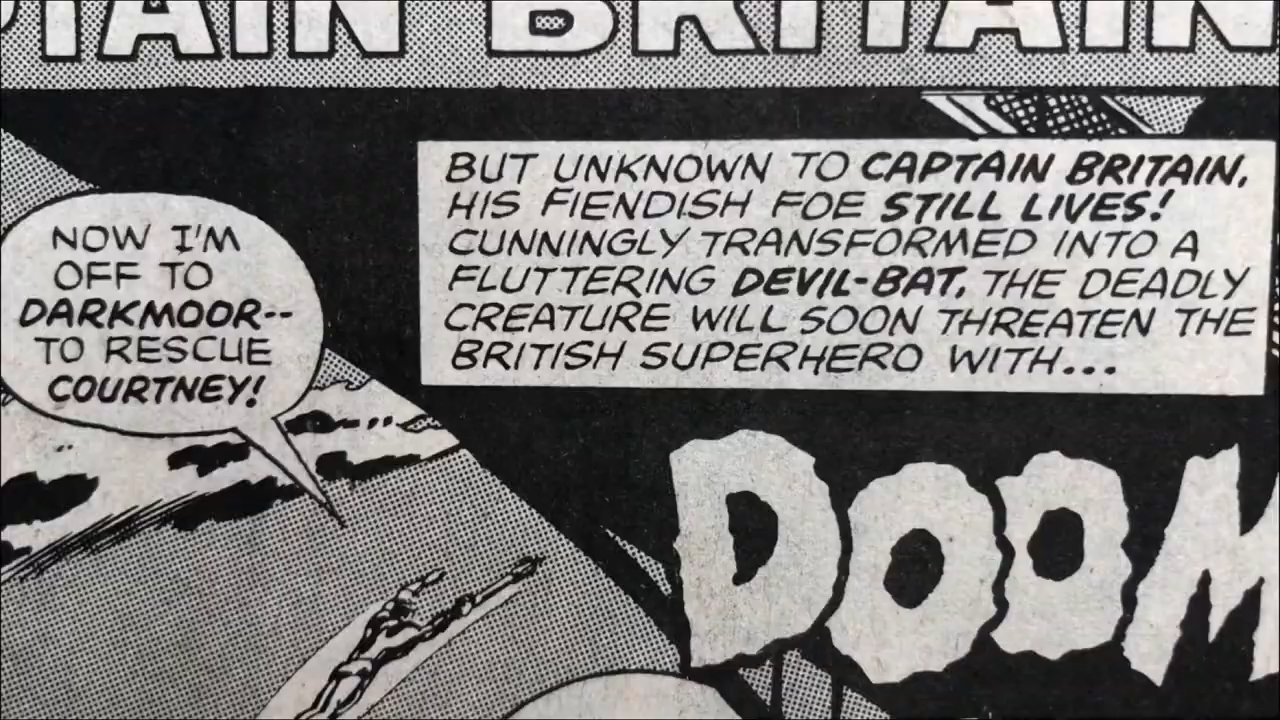 TAIN BRITAIN
NOW I'M
OFF TO
DARKMOOR--
TO RESCUE
COURTNEY!
BUT UNKNOWN TO CAPTAIN BRITAIN,
HIS FIENDISH FOE STILL LIVES!
CUNNINGLY TRANSFORMED INTO A
FLUTTERING DEVIL-BAT, THE DEADLY
CREATURE WILL SOON THREATEN THE
BRITISH SUPERHERO WITH...
DOOM